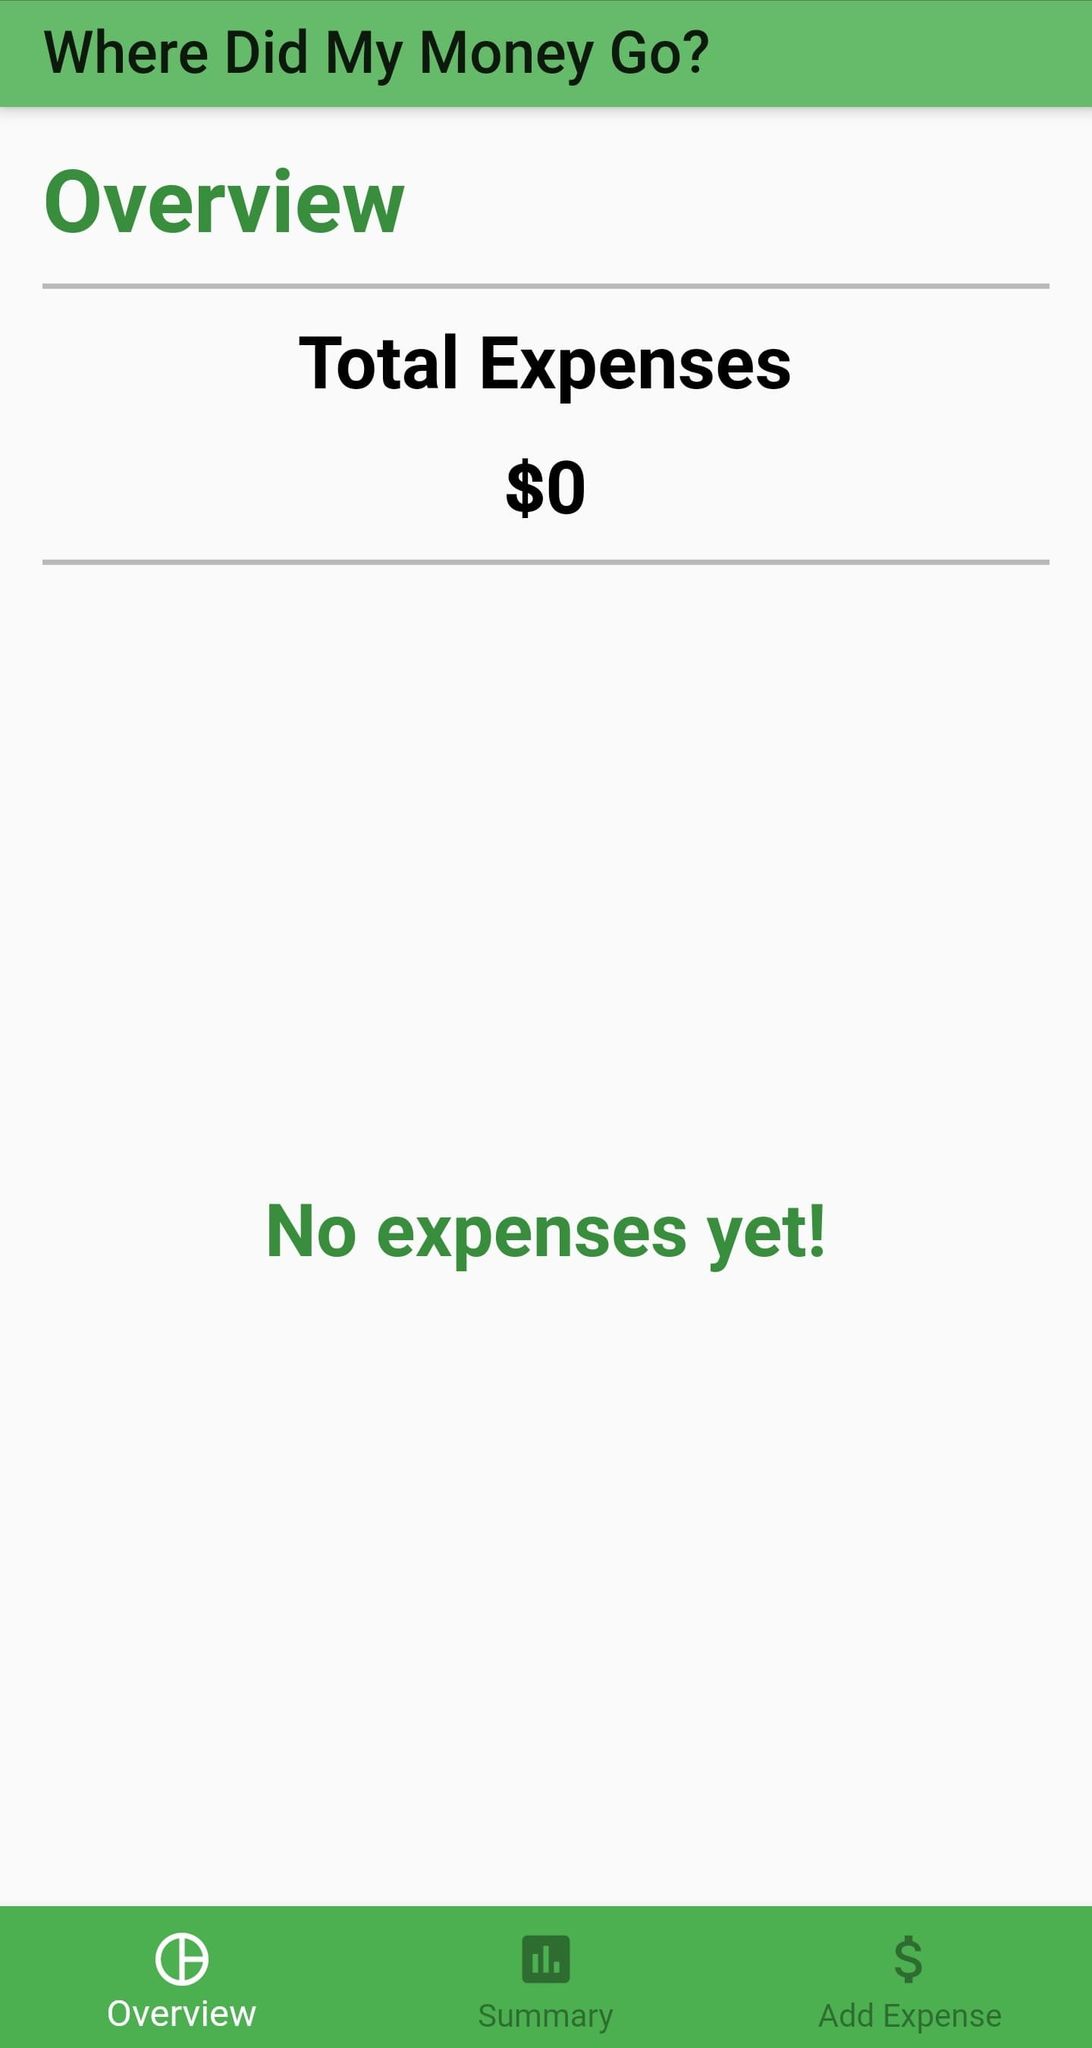 Where Did My Money Go?
Overview
Total Expenses
$0
No expenses yet!
Overview
Summary
Add Expense